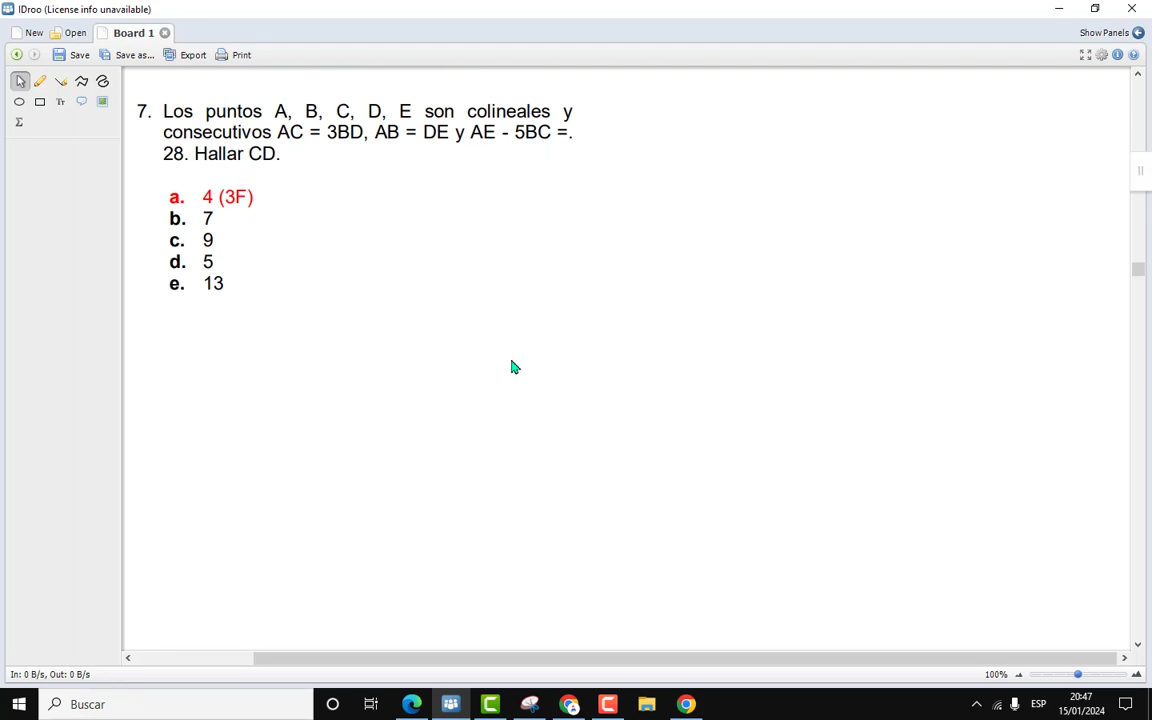 IDroo (License info unavailable)
New Open Board 1 Show Panels
Save Save as... Export Print
Tr
Σ
7. Los puntos A, B, C, D, E son colineales y
consecutivos AC = 3BD, AB = DE y AE - 5BC =.
28. Hallar CD.
a. 4 (3F)
b. 7
c. 9
d. 5
e. 13
In: 0 B/s, Out: 0 B/s 100%
Buscar ESP 20:47
15/01/2024